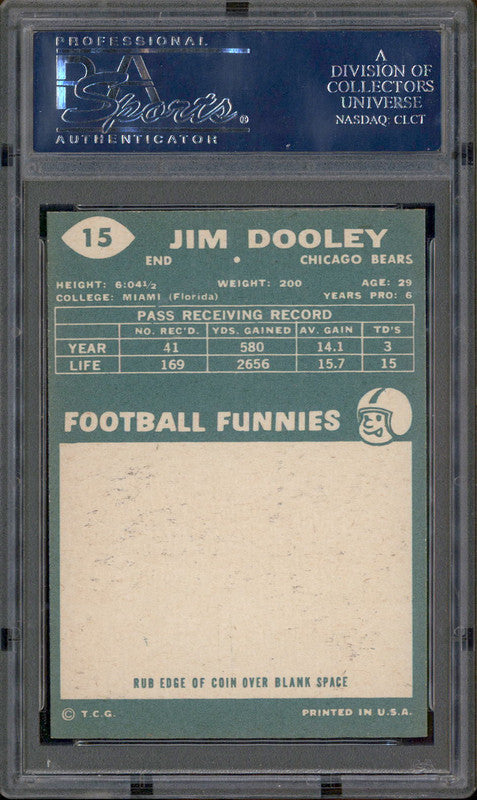 PROFESSIONAL
PSA
Sports®
AUTHENTICATOR
A
DIVISION OF
COLLECTORS
UNIVERSE
NASDAQ: CLCT
15
JIM DOOLEY
END • CHICAGO BEARS
HEIGHT: 6:04½ WEIGHT: 200 AGE: 29
COLLEGE: MIAMI (Florida) YEARS PRO: 6
PASS RECEIVING RECORD
NO. REC'D. YDS. GAINED AV. GAIN TD'S
YEAR 41 580 14.1 3
LIFE 169 2656 15.7 15
FOOTBALL FUNNIES
RUB EDGE OF COIN OVER BLANK SPACE
© T.C.G. PRINTED IN U.S.A.